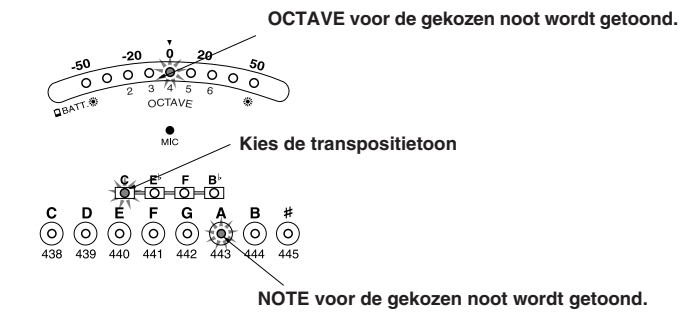 OCTAVE voor de gekozen noot wordt getoond.
-50 -20 0 20 50
2 3 4 5 6
BATT. OCTAVE
MIC
Kies de transpositietoon
C E♭ F B♭
C D E F G A B #
438 439 440 441 442 443 444 445
NOTE voor de gekozen noot wordt getoond.